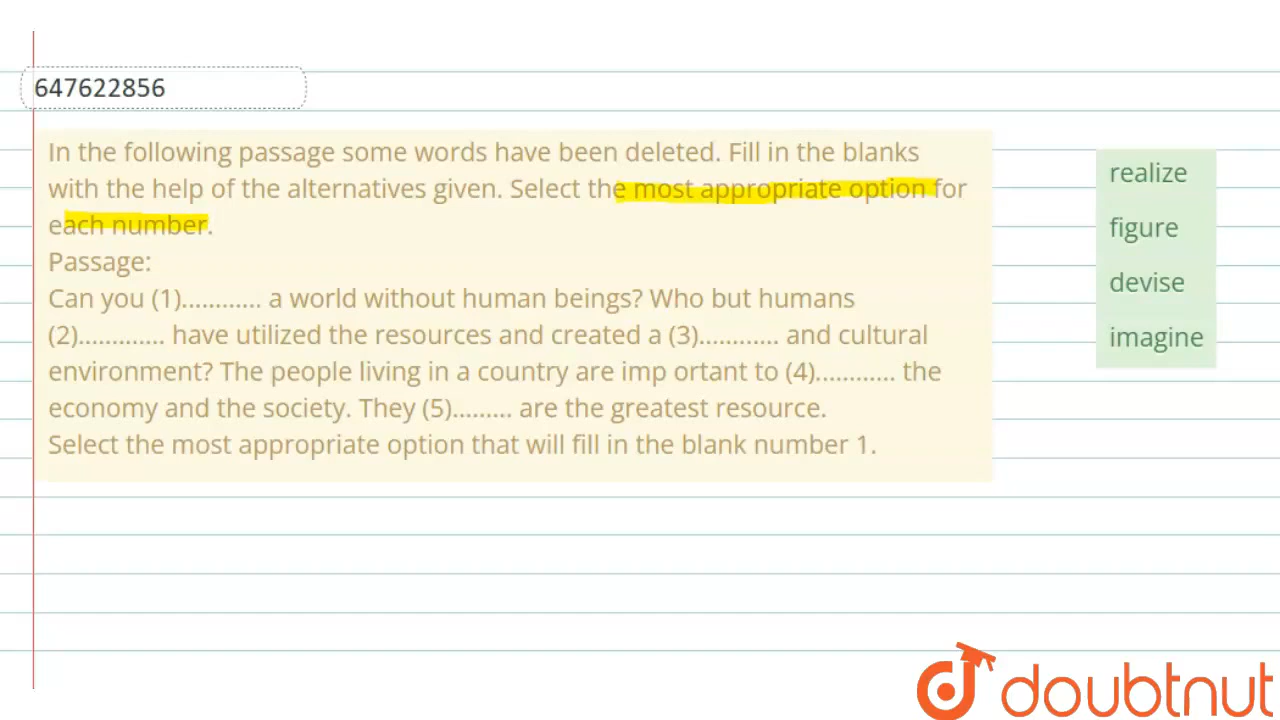 647622856
In the following passage some words have been deleted. Fill in the blanks
with the help of the alternatives given. Select the most appropriate option for
each number.
Passage:
Can you (1)............ a world without human beings? Who but humans
(2)............. have utilized the resources and created a (3)............ and cultural
environment? The people living in a country are imp ortant to (4)............ the
economy and the society. They (5)......... are the greatest resource.
Select the most appropriate option that will fill in the blank number 1.
realize
figure
devise
imagine
doubtnut